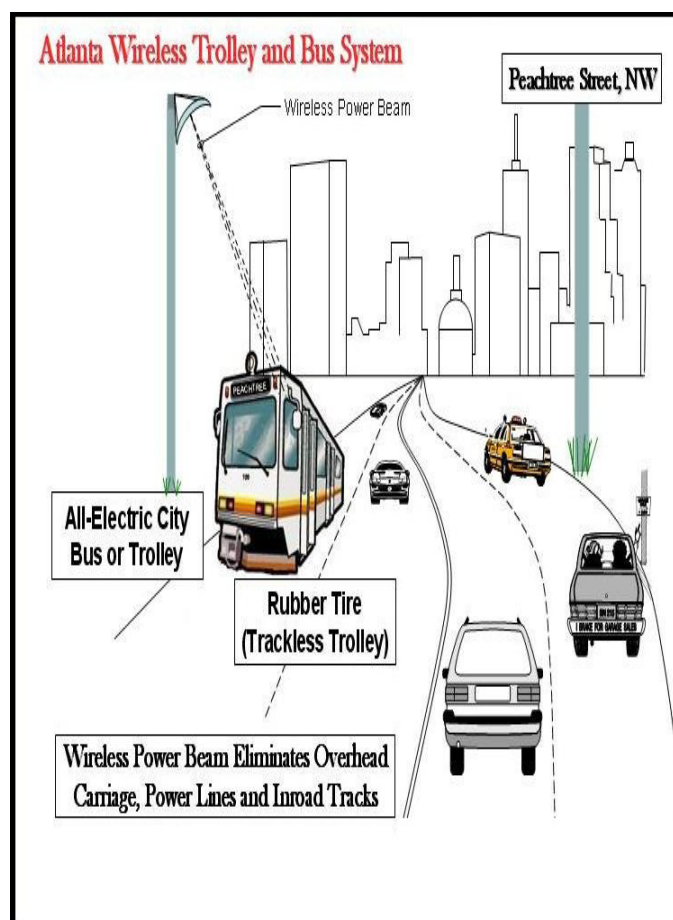 Atlanta Wireless Trolley and Bus System
Peachtree Street, NW
Wireless Power Beam
PEACHTREE
All-Electric City
Bus or Trolley
Rubber Tire
(Trackless Trolley)
I BRAKE FOR GARAGE SALES
Wireless Power Beam Eliminates Overhead
Carriage, Power Lines and Inroad Tracks